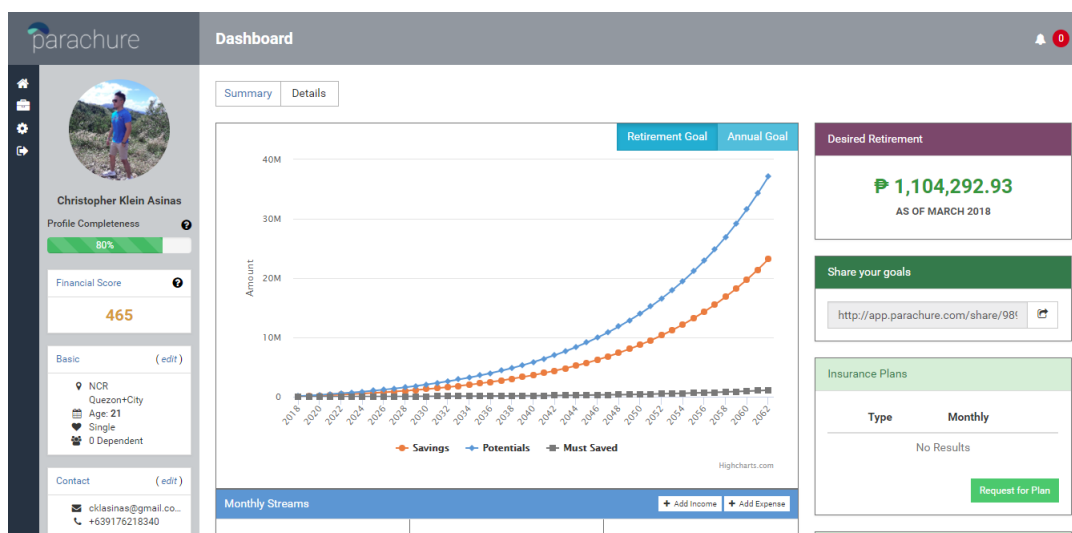 parachure
Dashboard
0
Summary
Details
Christopher Klein Asinas
Profile Completeness
80%
Financial Score
465
Basic
(edit)
NCR
Quezon+City
Age: 21
Single
0 Dependent
Contact
(edit)
cklasinas@gmail.co...
+639176218340
Retirement Goal
Annual Goal
Amount
40M
30M
20M
10M
0
2018
2020
2022
2024
2026
2028
2030
2032
2034
2036
2038
2040
2042
2044
2046
2048
2050
2052
2054
2056
2058
2060
2062
Savings
Potentials
Must Saved
Highcharts.com
Monthly Streams
+ Add Income
+ Add Expense
Desired Retirement
₱ 1,104,292.93
AS OF MARCH 2018
Share your goals
http://app.parachure.com/share/989
Insurance Plans
Type
Monthly
No Results
Request for Plan